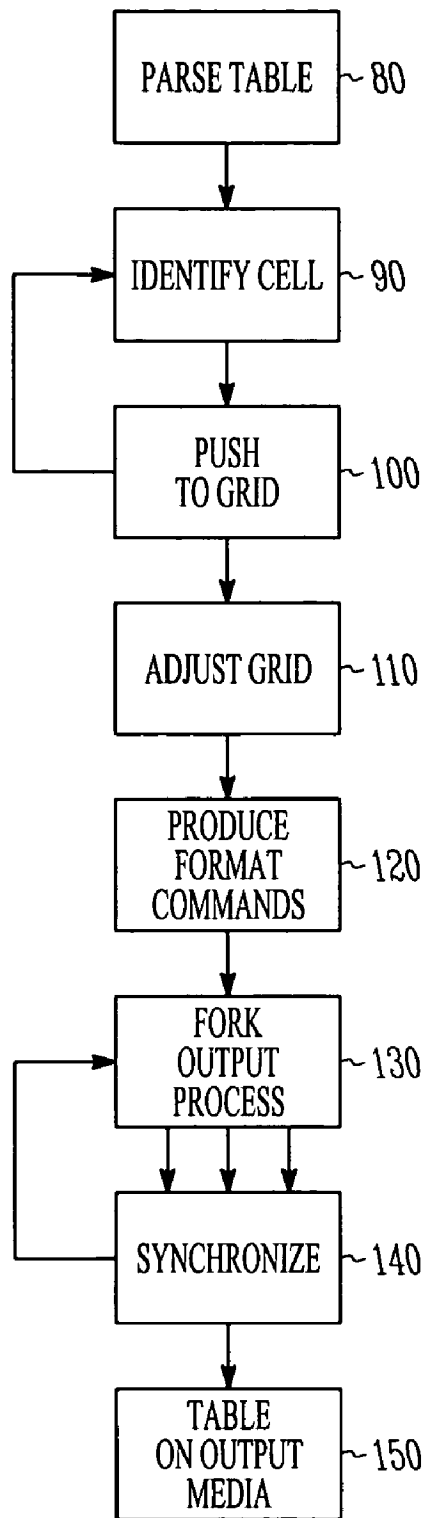 PARSE TABLE
80
IDENTIFY CELL
90
PUSH
TO GRID
100
ADJUST GRID
110
PRODUCE
FORMAT
COMMANDS
120
FORK
OUTPUT
PROCESS
130
SYNCHRONIZE
140
TABLE
ON OUTPUT
MEDIA
150